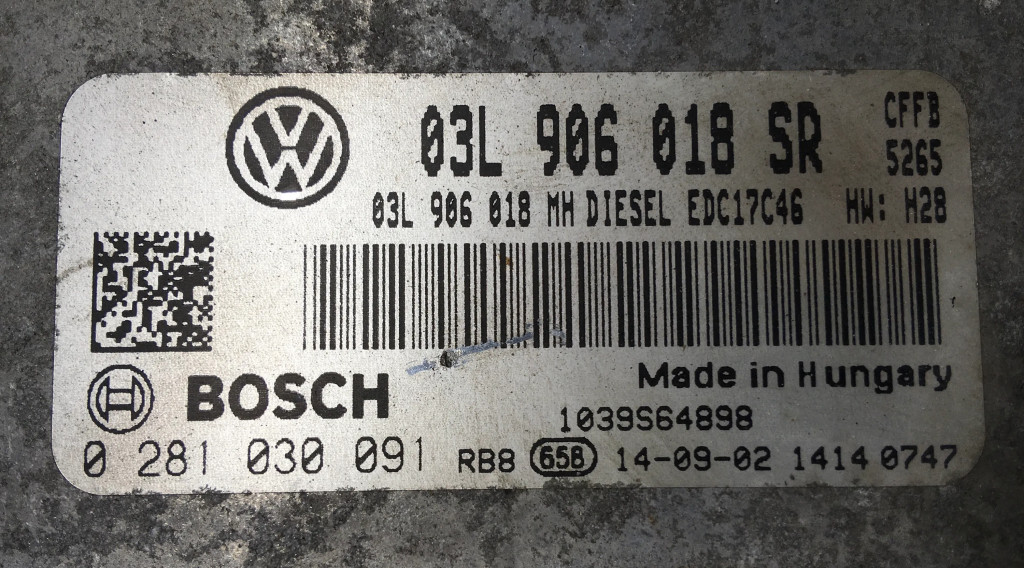 03L 906 018 SR
CFFB
5265
03L 906 018 MH DIESEL EDC17C46 HW: H28
BOSCH
Made in Hungary
1039S64898
0 281 030 091 RB8 65B 14-09-02 1414 0747